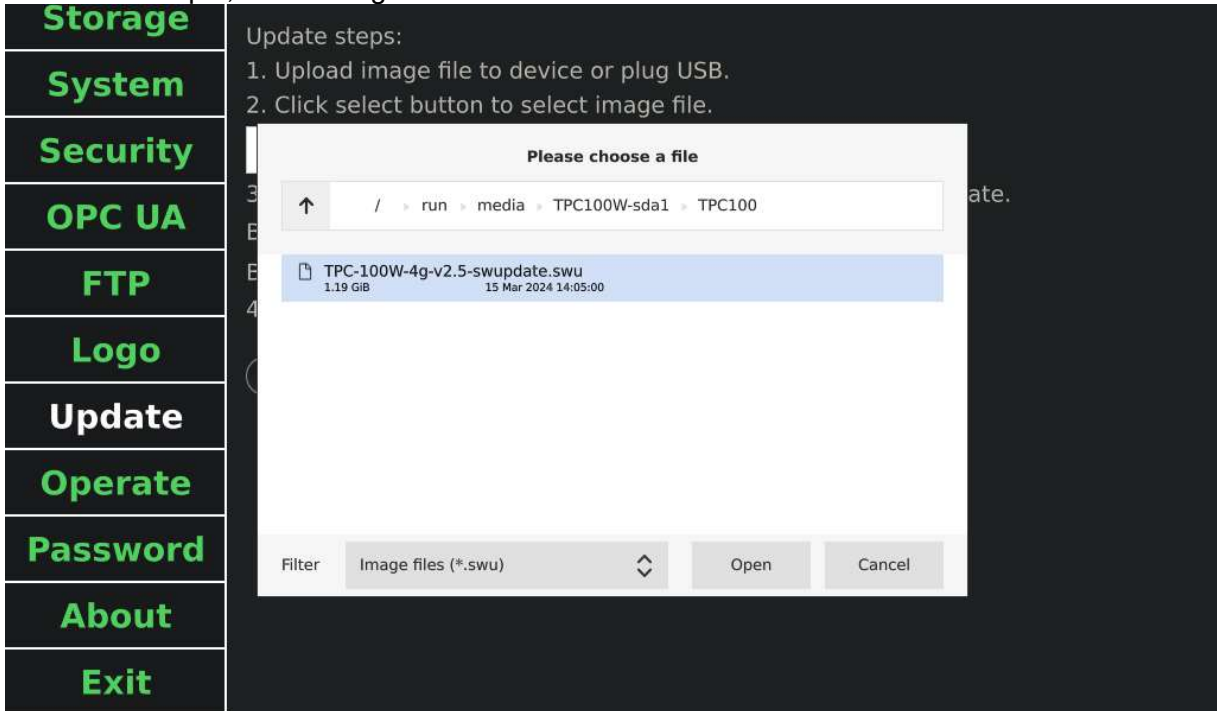 Storage
System
Security
OPC UA
FTP
Logo
Update
Operate
Password
About
Exit
Update steps:
1. Upload image file to device or plug USB.
2. Click select button to select image file.
Please choose a file
/ run media TPC100W-sda1 TPC100
TPC-100W-4g-v2.5-swupdate.swu
1.19 GiB 15 Mar 2024 14:05:00
Filter Image files (*.swu) Open Cancel
3 ate.
B
B
4